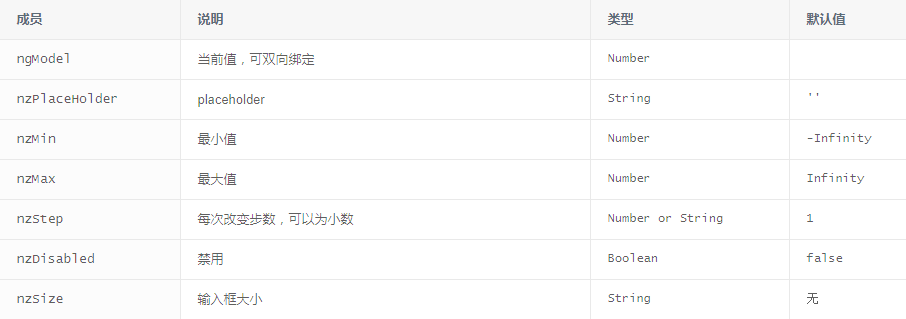 成员 说明 类型 默认值
ngModel 当前值，可双向绑定 Number
nzPlaceHolder placeholder String ''
nzMin 最小值 Number -Infinity
nzMax 最大值 Number Infinity
nzStep 每次改变步数，可以为小数 Number or String 1
nzDisabled 禁用 Boolean false
nzSize 输入框大小 String 无